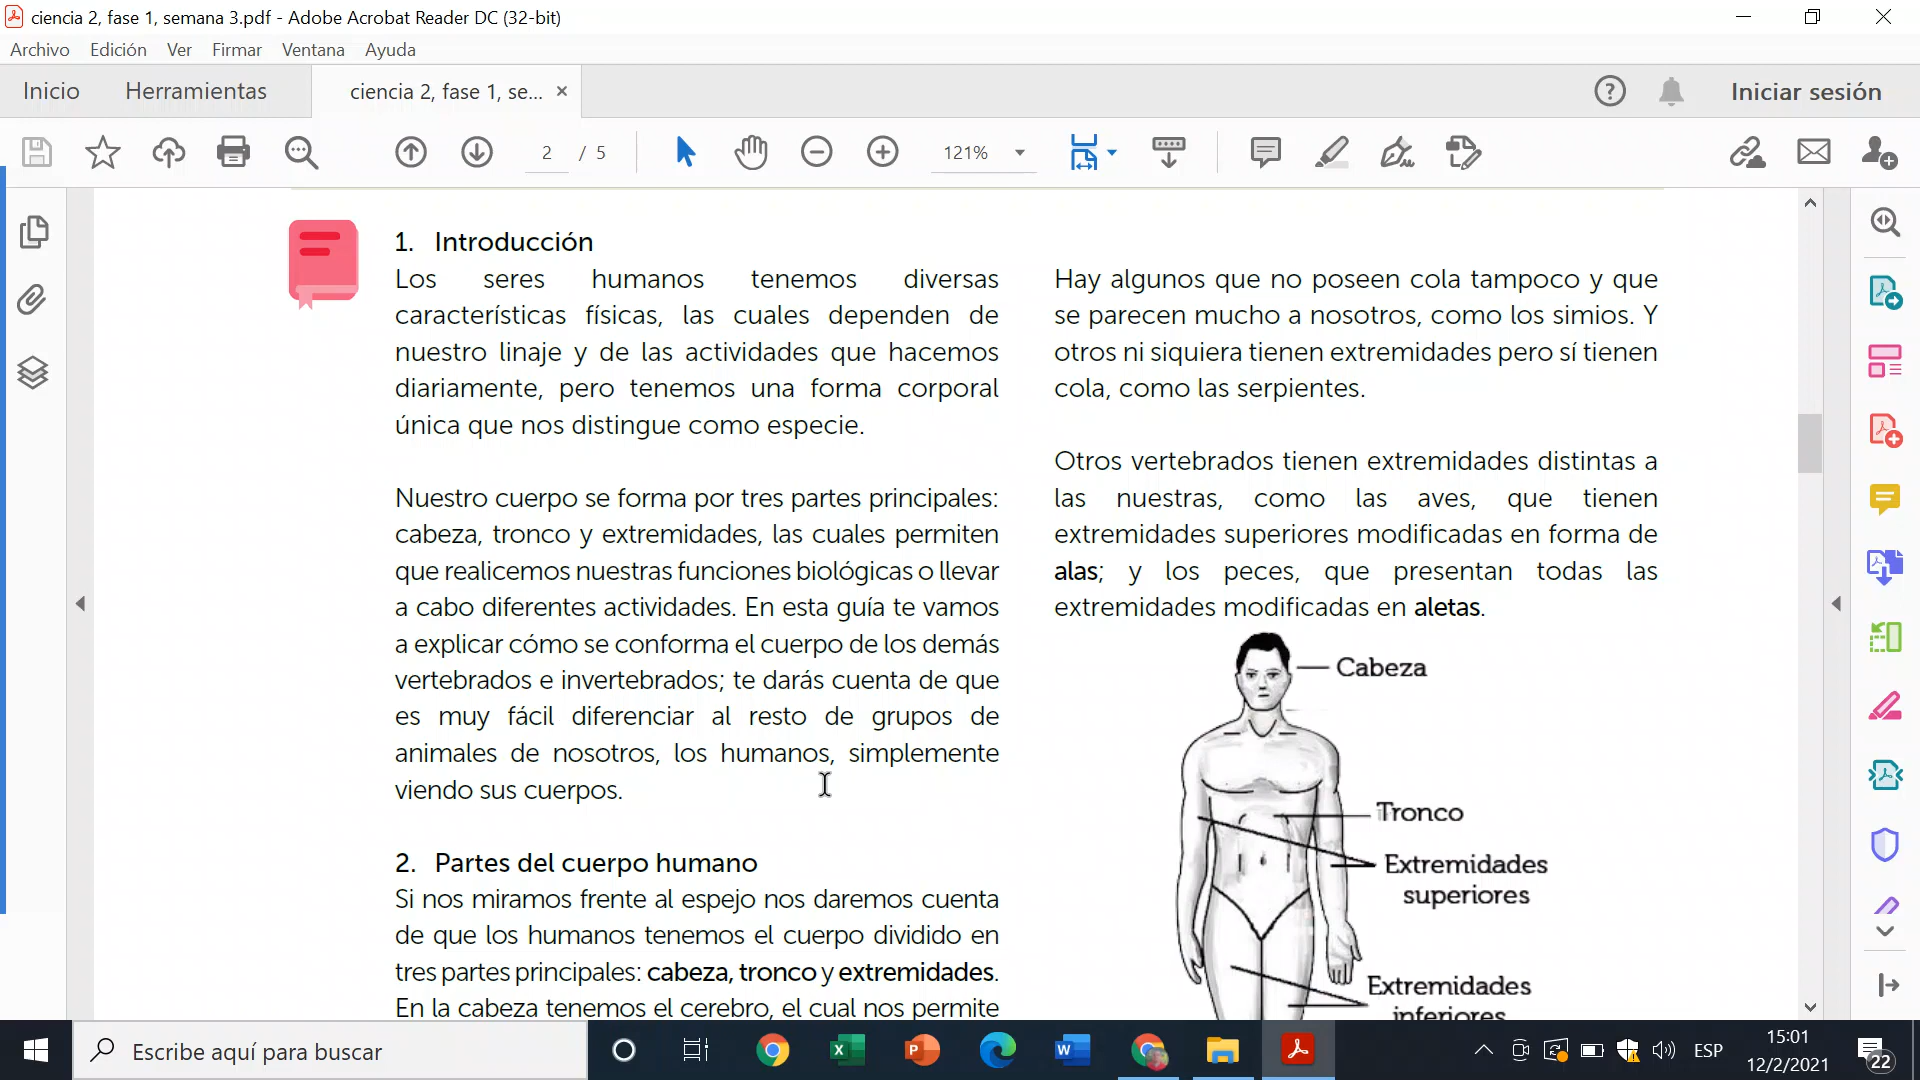 ciencia 2, fase 1, semana 3.pdf - Adobe Acrobat Reader DC (32-bit)
Archivo Edición Ver Firmar Ventana Ayuda
Inicio Herramientas ciencia 2, fase 1, se... × Iniciar sesión
2 / 5 121%
1. Introducción
Los seres humanos tenemos diversas
características físicas, las cuales dependen de
nuestro linaje y de las actividades que hacemos
diariamente, pero tenemos una forma corporal
única que nos distingue como especie.
Nuestro cuerpo se forma por tres partes principales:
cabeza, tronco y extremidades, las cuales permiten
que realicemos nuestras funciones biológicas o llevar
a cabo diferentes actividades. En esta guía te vamos
a explicar cómo se conforma el cuerpo de los demás
vertebrados e invertebrados; te darás cuenta de que
es muy fácil diferenciar al resto de grupos de
animales de nosotros, los humanos, simplemente
viendo sus cuerpos.
2. Partes del cuerpo humano
Si nos miramos frente al espejo nos daremos cuenta
de que los humanos tenemos el cuerpo dividido en
tres partes principales: cabeza, tronco y extremidades.
En la cabeza tenemos el cerebro, el cual nos permite
Hay algunos que no poseen cola tampoco y que
se parecen mucho a nosotros, como los simios. Y
otros ni siquiera tienen extremidades pero sí tienen
cola, como las serpientes.
Otros vertebrados tienen extremidades distintas a
las nuestras, como las aves, que tienen
extremidades superiores modificadas en forma de
alas; y los peces, que presentan todas las
extremidades modificadas en aletas.
Cabeza
Tronco
Extremidades
superiores
Extremidades
inferiores
Escribe aquí para buscar
ESP
15:01
12/2/2021
22